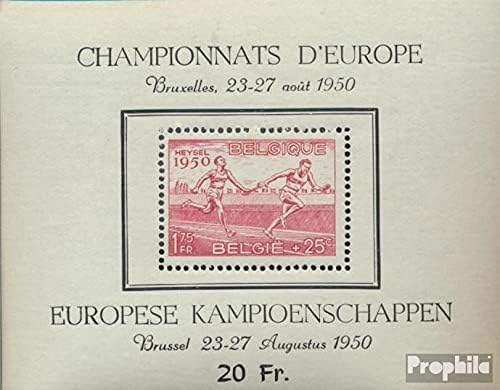 CHAMPIONNATS D'EUROPE
Bruxelles, 23-27 août 1950
HEYSEL
1950
BELGIQUE
1.75 FR.
BELGIË + 25c
EUROPESE KAMPIOENSCHAPPEN
Brussel 23-27 Augustus 1950
20 Fr.
Prophila